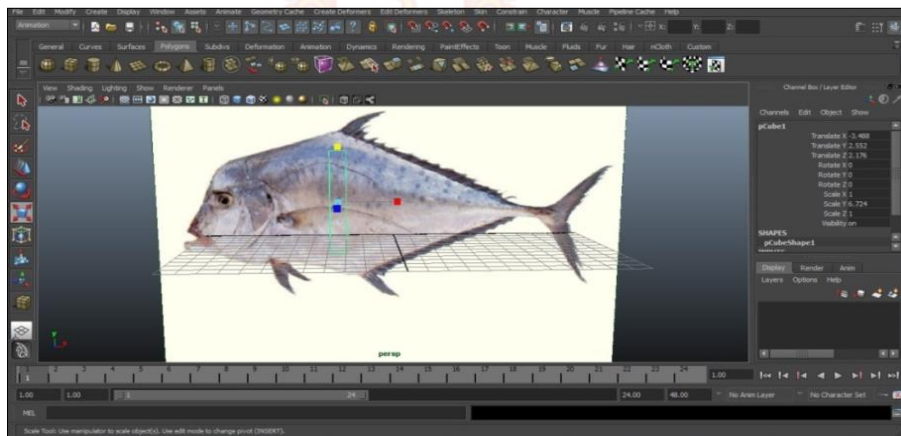 File Edit Modify Create Display Window Assets Animate Geometry Cache Create Deformers Edit Deformers Skeleton Skin Constrain Character Muscle Pipeline Cache Help
Animation X: Y: Z:
General Curves Surfaces Polygons Subdivs Deformation Animation Dynamics Rendering PaintEffects Toon Muscle Fluids Fur Hair nCloth Custom
View Shading Lighting Show Renderer Panels
Channel Box / Layer Editor
Channels Edit Object Show
pCube1
Translate X -3.488
Translate Y 2.552
Translate Z 2.176
Rotate X 0
Rotate Y 0
Rotate Z 0
Scale X 1
Scale Y 6.724
Scale Z 1
Visibility on
SHAPES
pCubeShape1
Display Render Anim
Layers Options Help
persp
1 2 3 4 5 6 7 8 9 10 11 12 13 14 15 16 17 18 19 20 21 22 23 24
1 1.00
1.00 1.00 1 24 24.00 48.00 No Anim Layer No Character Set
MEL
Scale Tool: Use manipulator to scale object(s). Use edit mode to change pivot (INSERT).